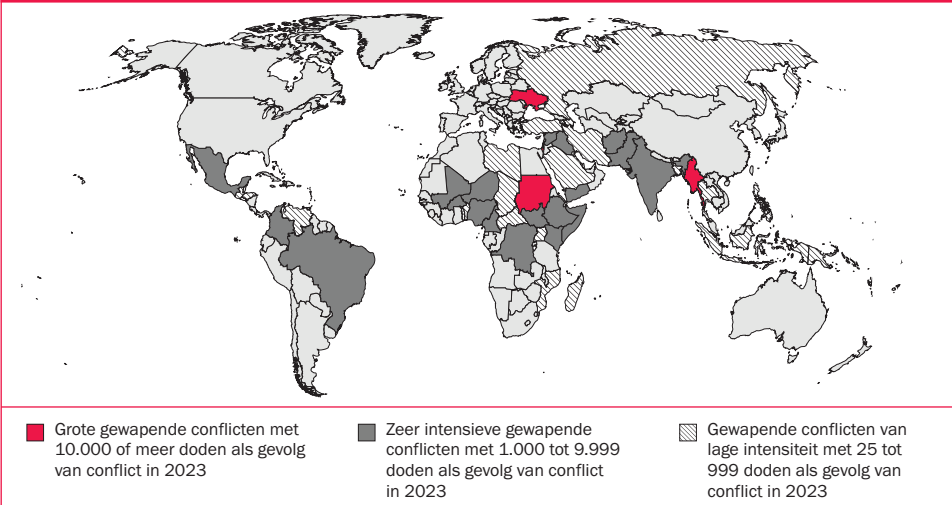 Grote gewapende conflicten met
10.000 of meer doden als gevolg
van conflict in 2023
Zeer intensieve gewapende
conflicten met 1.000 tot 9.999
doden als gevolg van conflict
in 2023
Gewapende conflicten van
lage intensiteit met 25 tot
999 doden als gevolg van
conflict in 2023